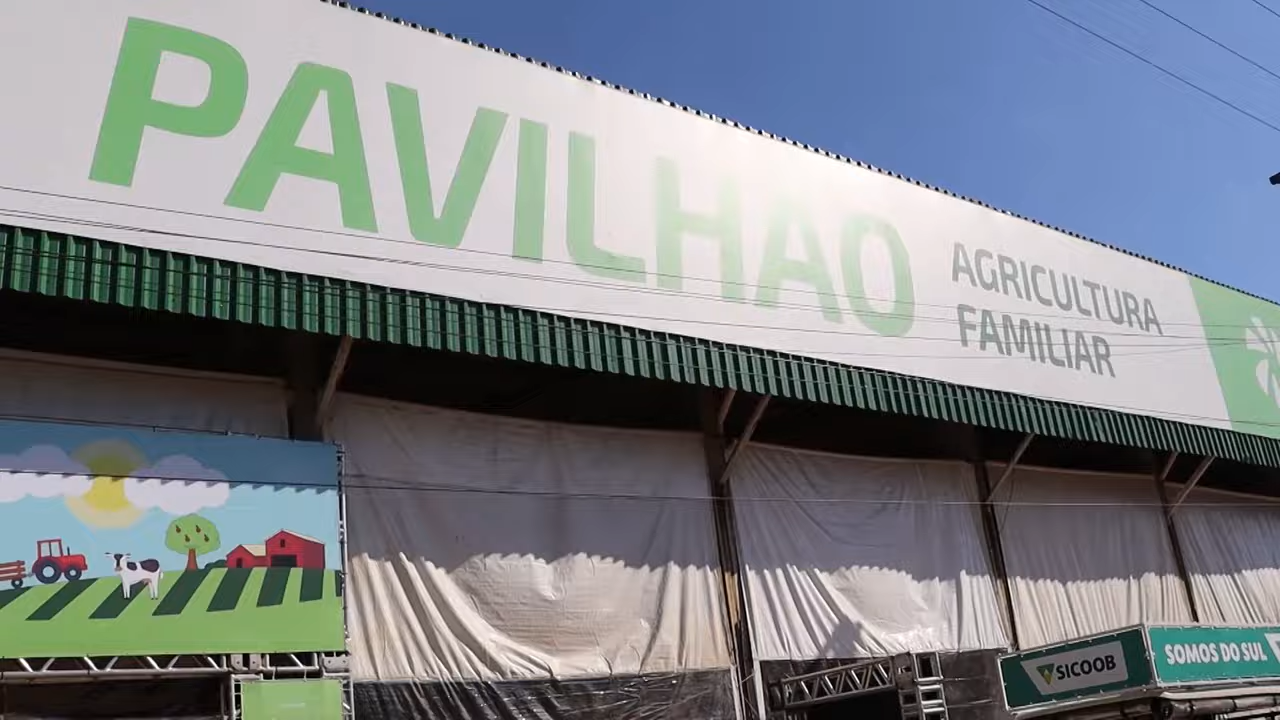 PAVILHAO
AGRICULTURA
FAMILIAR
SICOOB
SOMOS DO SUL